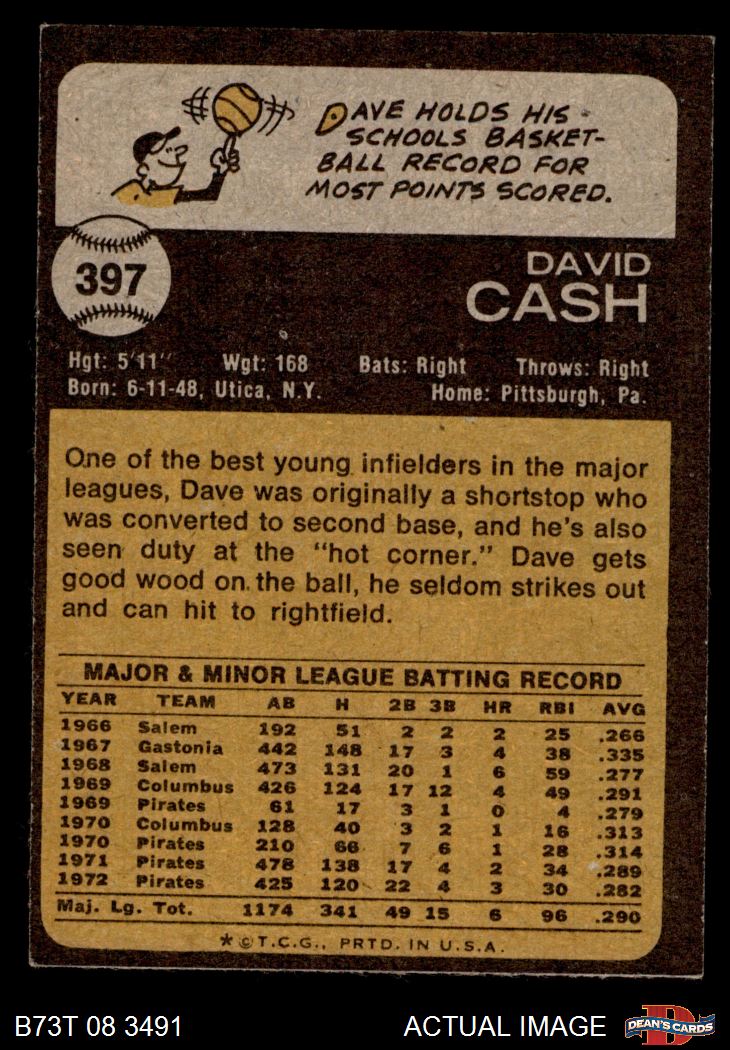 DAVE HOLDS HIS
SCHOOLS BASKET-
BALL RECORD FOR
MOST POINTS SCORED.
397
DAVID
CASH
Hgt: 5'11" Wgt: 168 Bats: Right Throws: Right
Born: 6-11-48, Utica, N.Y. Home: Pittsburgh, Pa.
One of the best young infielders in the major
leagues, Dave was originally a shortstop who
was converted to second base, and he's also
seen duty at the "hot corner." Dave gets
good wood on the ball, he seldom strikes out
and can hit to rightfield.
MAJOR & MINOR LEAGUE BATTING RECORD
YEAR TEAM AB H 2B 3B HR RBI AVG
1966 Salem 192 51 2 2 2 25 .266
1967 Gastonia 442 148 17 3 4 38 .335
1968 Salem 473 131 20 1 6 59 .277
1969 Columbus 426 124 17 12 4 49 .291
1969 Pirates 61 17 3 1 0 4 .279
1970 Columbus 128 40 3 2 1 16 .313
1970 Pirates 210 66 7 6 1 28 .314
1971 Pirates 478 138 17 4 2 34 .289
1972 Pirates 425 120 22 4 3 30 .282
Maj. Lg. Tot. 1174 341 49 15 6 96 .290
★ © T.C.G., PRTD. IN U.S.A.
B73T 08 3491 ACTUAL IMAGE D DEAN'S CARDS